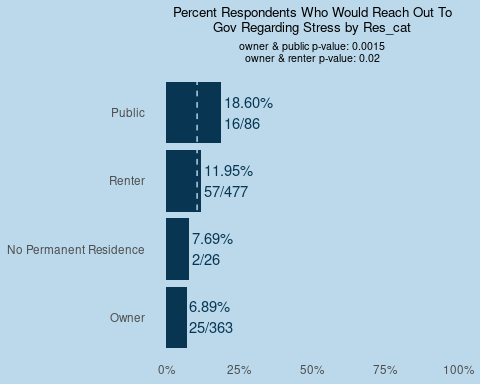 Percent Respondents Who Would Reach Out To
Gov Regarding Stress by Res_cat
owner & public p-value: 0.0015
owner & renter p-value: 0.02
Public
18.60%
16/86
Renter
11.95%
57/477
No Permanent Residence
7.69%
2/26
Owner
6.89%
25/363
0% 25% 50% 75% 100%